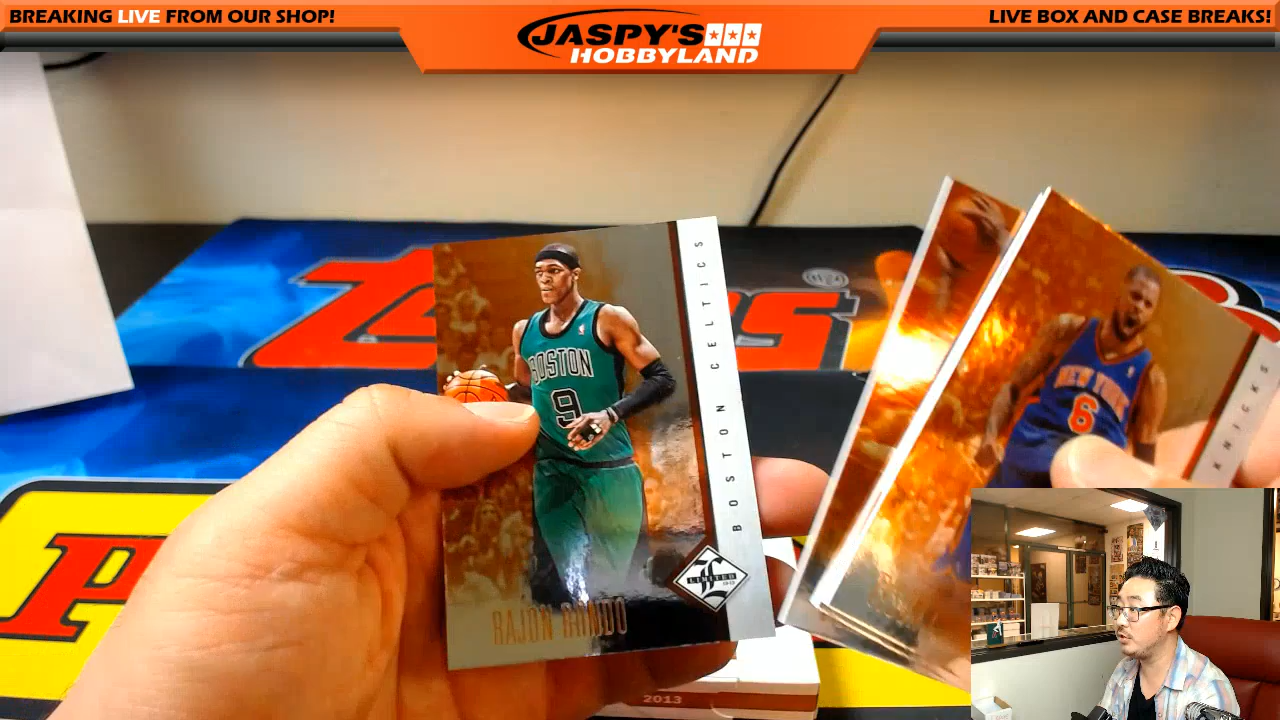 BREAKING LIVE FROM OUR SHOP!
JASPY'S
HOBBYLAND
LIVE BOX AND CASE BREAKS!
BOSTON
9
BOSTON CELTICS
LIMITED
RAJON RONDO
NEW YORK
6
KNICKS
P
2013